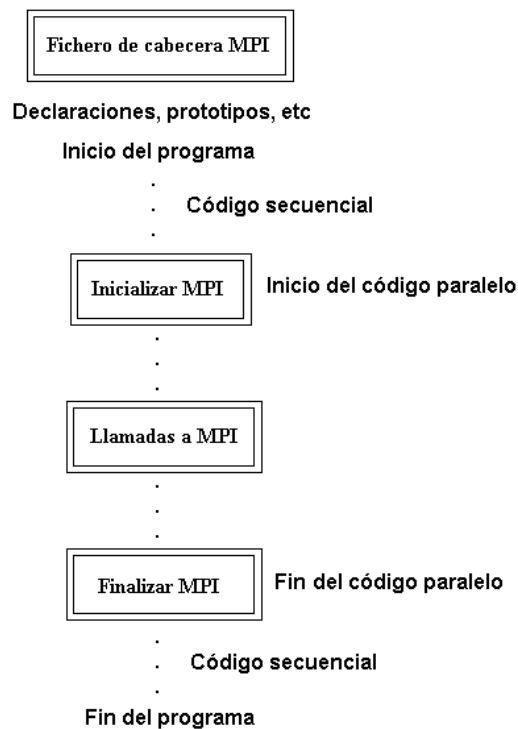 Fichero de cabecera MPI
Declaraciones, prototipos, etc
Inicio del programa
Código secuencial
Inicializar MPI
Inicio del código paralelo
Llamadas a MPI
Finalizar MPI
Fin del código paralelo
Código secuencial
Fin del programa